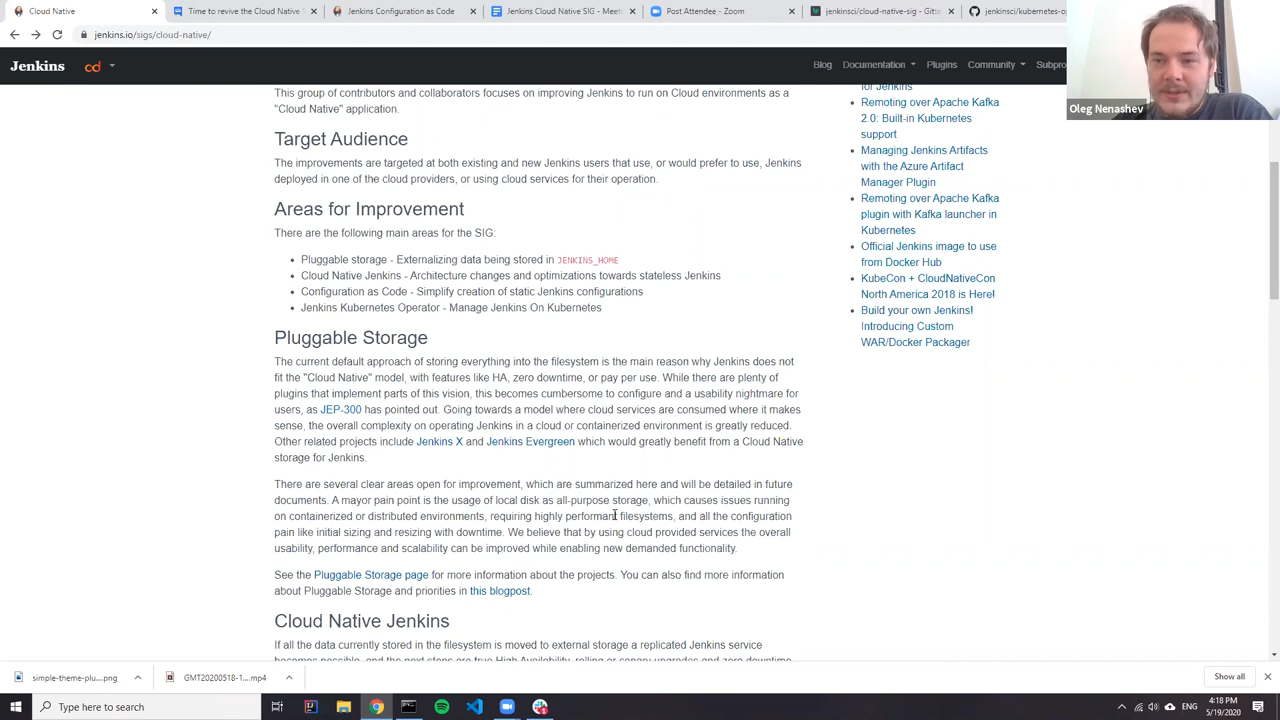 Cloud Native
Time to revive the Cloud Native S
Jenkins Configuration as Code
Jenkins Cloud Native SIG - Meet
Post Attendee - Zoom
jenkinsci/cloud-native-sig - Gitte
jenkinsci/kubernetes-o
jenkins.io/sigs/cloud-native/
Jenkins
cd
Blog
Documentation
Plugins
Community
Subpro
Oleg Nenashev
This group of contributors and collaborators focuses on improving Jenkins to run on Cloud environments as a
"Cloud Native" application.
Target Audience
The improvements are targeted at both existing and new Jenkins users that use, or would prefer to use, Jenkins
deployed in one of the cloud providers, or using cloud services for their operation.
Areas for Improvement
There are the following main areas for the SIG:
• Pluggable storage - Externalizing data being stored in JENKINS_HOME
• Cloud Native Jenkins - Architecture changes and optimizations towards stateless Jenkins
• Configuration as Code - Simplify creation of static Jenkins configurations
• Jenkins Kubernetes Operator - Manage Jenkins On Kubernetes
Pluggable Storage
The current default approach of storing everything into the filesystem is the main reason why Jenkins does not
fit the "Cloud Native" model, with features like HA, zero downtime, or pay per use. While there are plenty of
plugins that implement parts of this vision, this becomes cumbersome to configure and a usability nightmare for
users, as JEP-300 has pointed out. Going towards a model where cloud services are consumed where it makes
sense, the overall complexity on operating Jenkins in a cloud or containerized environment is greatly reduced.
Other related projects include Jenkins X and Jenkins Evergreen which would greatly benefit from a Cloud Native
storage for Jenkins.
There are several clear areas open for improvement, which are summarized here and will be detailed in future
documents. A mayor pain point is the usage of local disk as all-purpose storage, which causes issues running
on containerized or distributed environments, requiring highly performant filesystems, and all the configuration
pain like initial sizing and resizing with downtime. We believe that by using cloud provided services the overall
usability, performance and scalability can be improved while enabling new demanded functionality.
See the Pluggable Storage page for more information about the projects. You can also find more information
about Pluggable Storage and priorities in this blogpost.
Cloud Native Jenkins
If all the data currently stored in the filesystem is moved to external storage a replicated Jenkins service
becomes possible, and the next steps are true High Availability, rolling or canary upgrades and zero downtime
for Jenkins
• Remoting over Apache Kafka
2.0: Built-in Kubernetes
support
• Managing Jenkins Artifacts
with the Azure Artifact
Manager Plugin
• Remoting over Apache Kafka
plugin with Kafka launcher in
Kubernetes
• Official Jenkins image to use
from Docker Hub
• KubeCon + CloudNativeCon
North America 2018 is Here!
• Build your own Jenkins!
Introducing Custom
WAR/Docker Packager
simple-theme-plu....png
GMT20200518-1....mp4
Show all
Type here to search
4:18 PM
5/19/2020